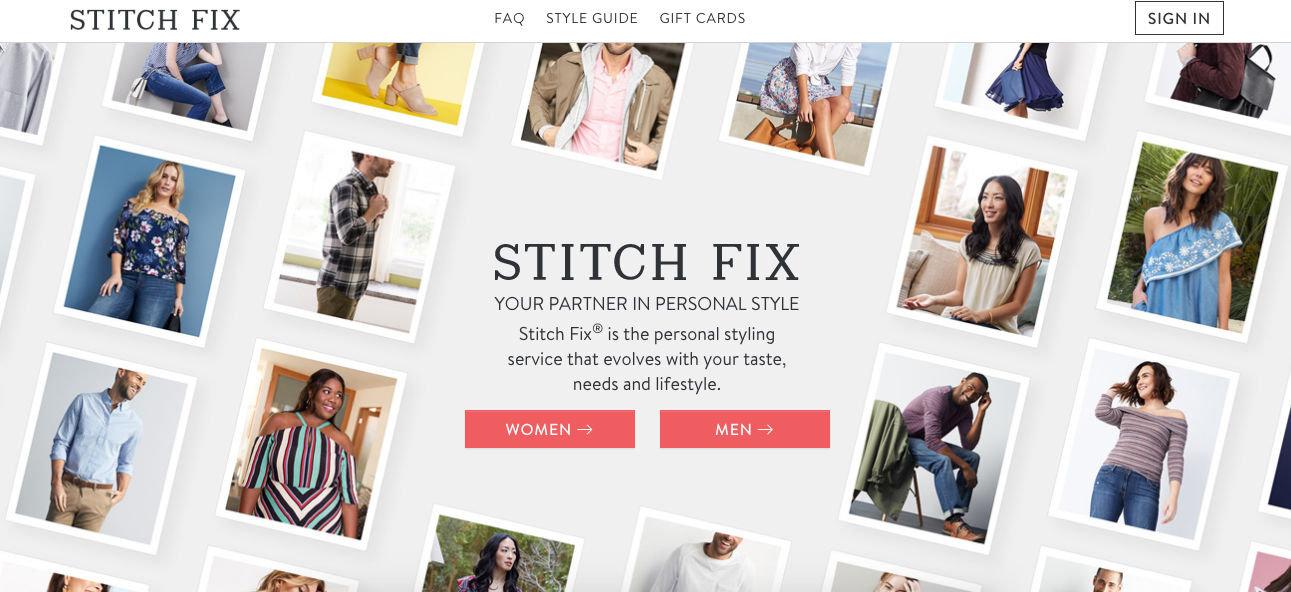 STITCH FIX
FAQ STYLE GUIDE GIFT CARDS
SIGN IN
STITCH FIX
YOUR PARTNER IN PERSONAL STYLE
Stitch Fix® is the personal styling
service that evolves with your taste,
needs and lifestyle.
WOMEN →
MEN →